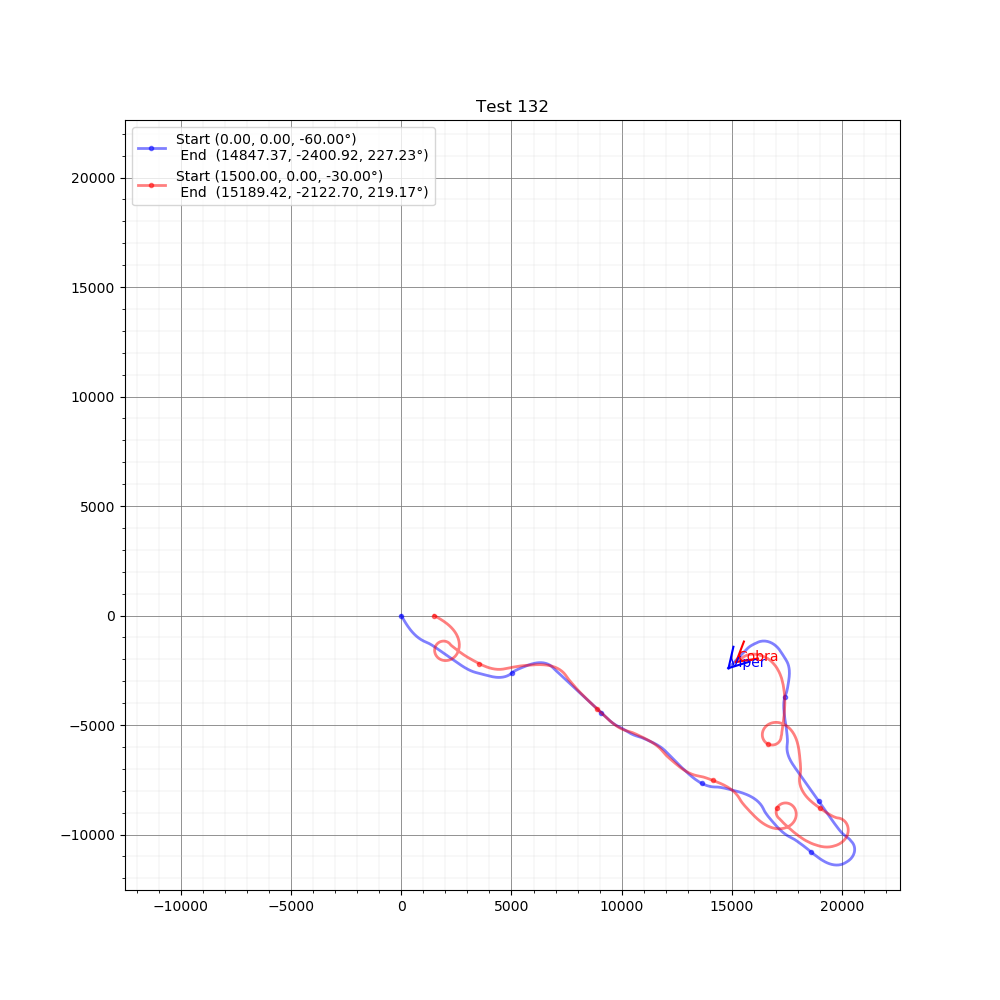 Test 132
Start (0.00, 0.00, -60.00°)
End (14847.37, -2400.92, 227.23°)
Start (1500.00, 0.00, -30.00°)
End (15189.42, -2122.70, 219.17°)
20000
15000
10000
5000
0
−5000
−10000
−10000 −5000 0 5000 10000 15000 20000